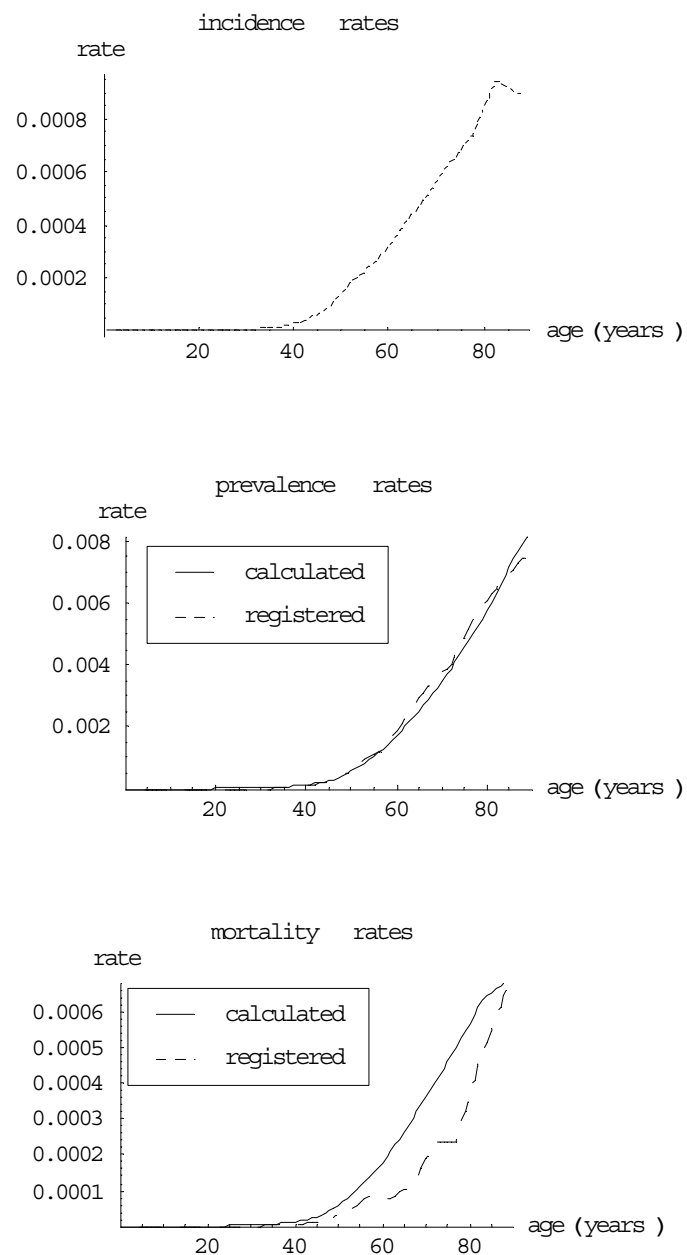 incidence rates
rate
0.0008
0.0006
0.0004
0.0002
20 40 60 80
age (years )
prevalence rates
rate
0.008
0.006
0.004
0.002
calculated
registered
20 40 60 80
age (years )
mortality rates
rate
0.0006
0.0005
0.0004
0.0003
0.0002
0.0001
calculated
registered
20 40 60 80
age (years )